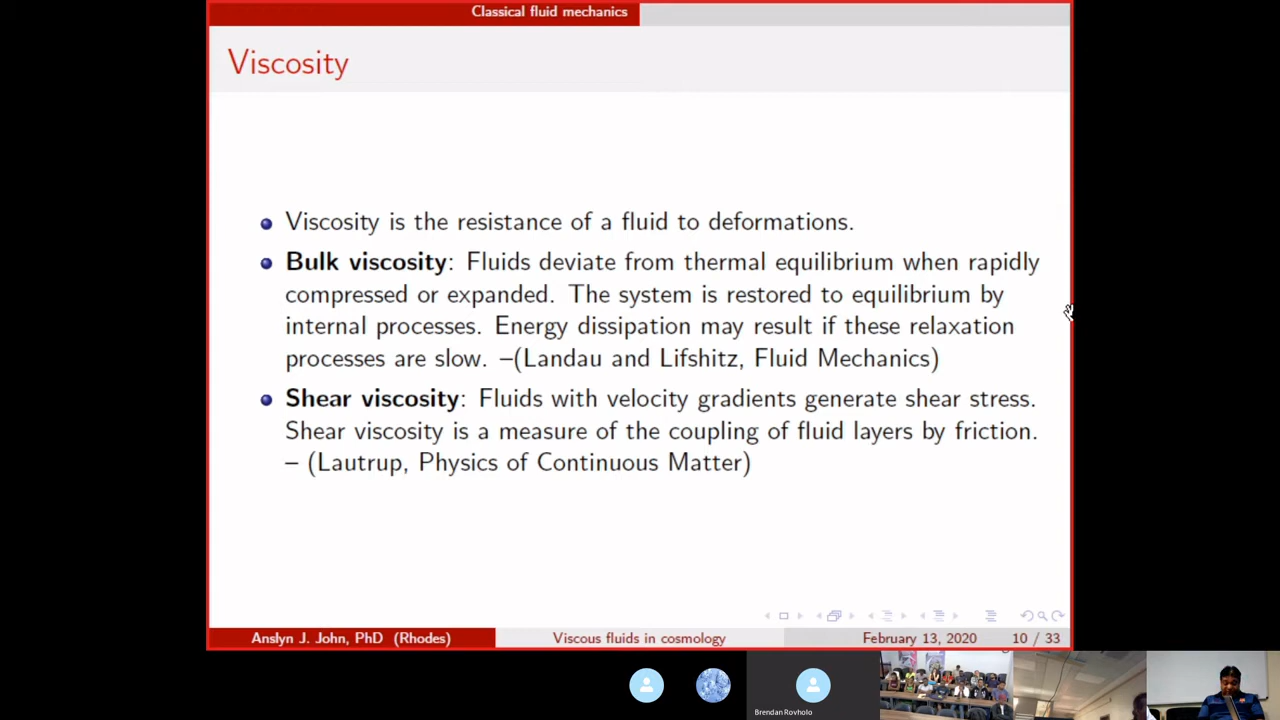 Classical fluid mechanics
Viscosity
Viscosity is the resistance of a fluid to deformations.
Bulk viscosity: Fluids deviate from thermal equilibrium when rapidly
compressed or expanded. The system is restored to equilibrium by
internal processes. Energy dissipation may result if these relaxation
processes are slow. –(Landau and Lifshitz, Fluid Mechanics)
Shear viscosity: Fluids with velocity gradients generate shear stress.
Shear viscosity is a measure of the coupling of fluid layers by friction.
– (Lautrup, Physics of Continuous Matter)
Anslyn J. John, PhD (Rhodes) Viscous fluids in cosmology February 13, 2020 10 / 33
Brendan Rovholo